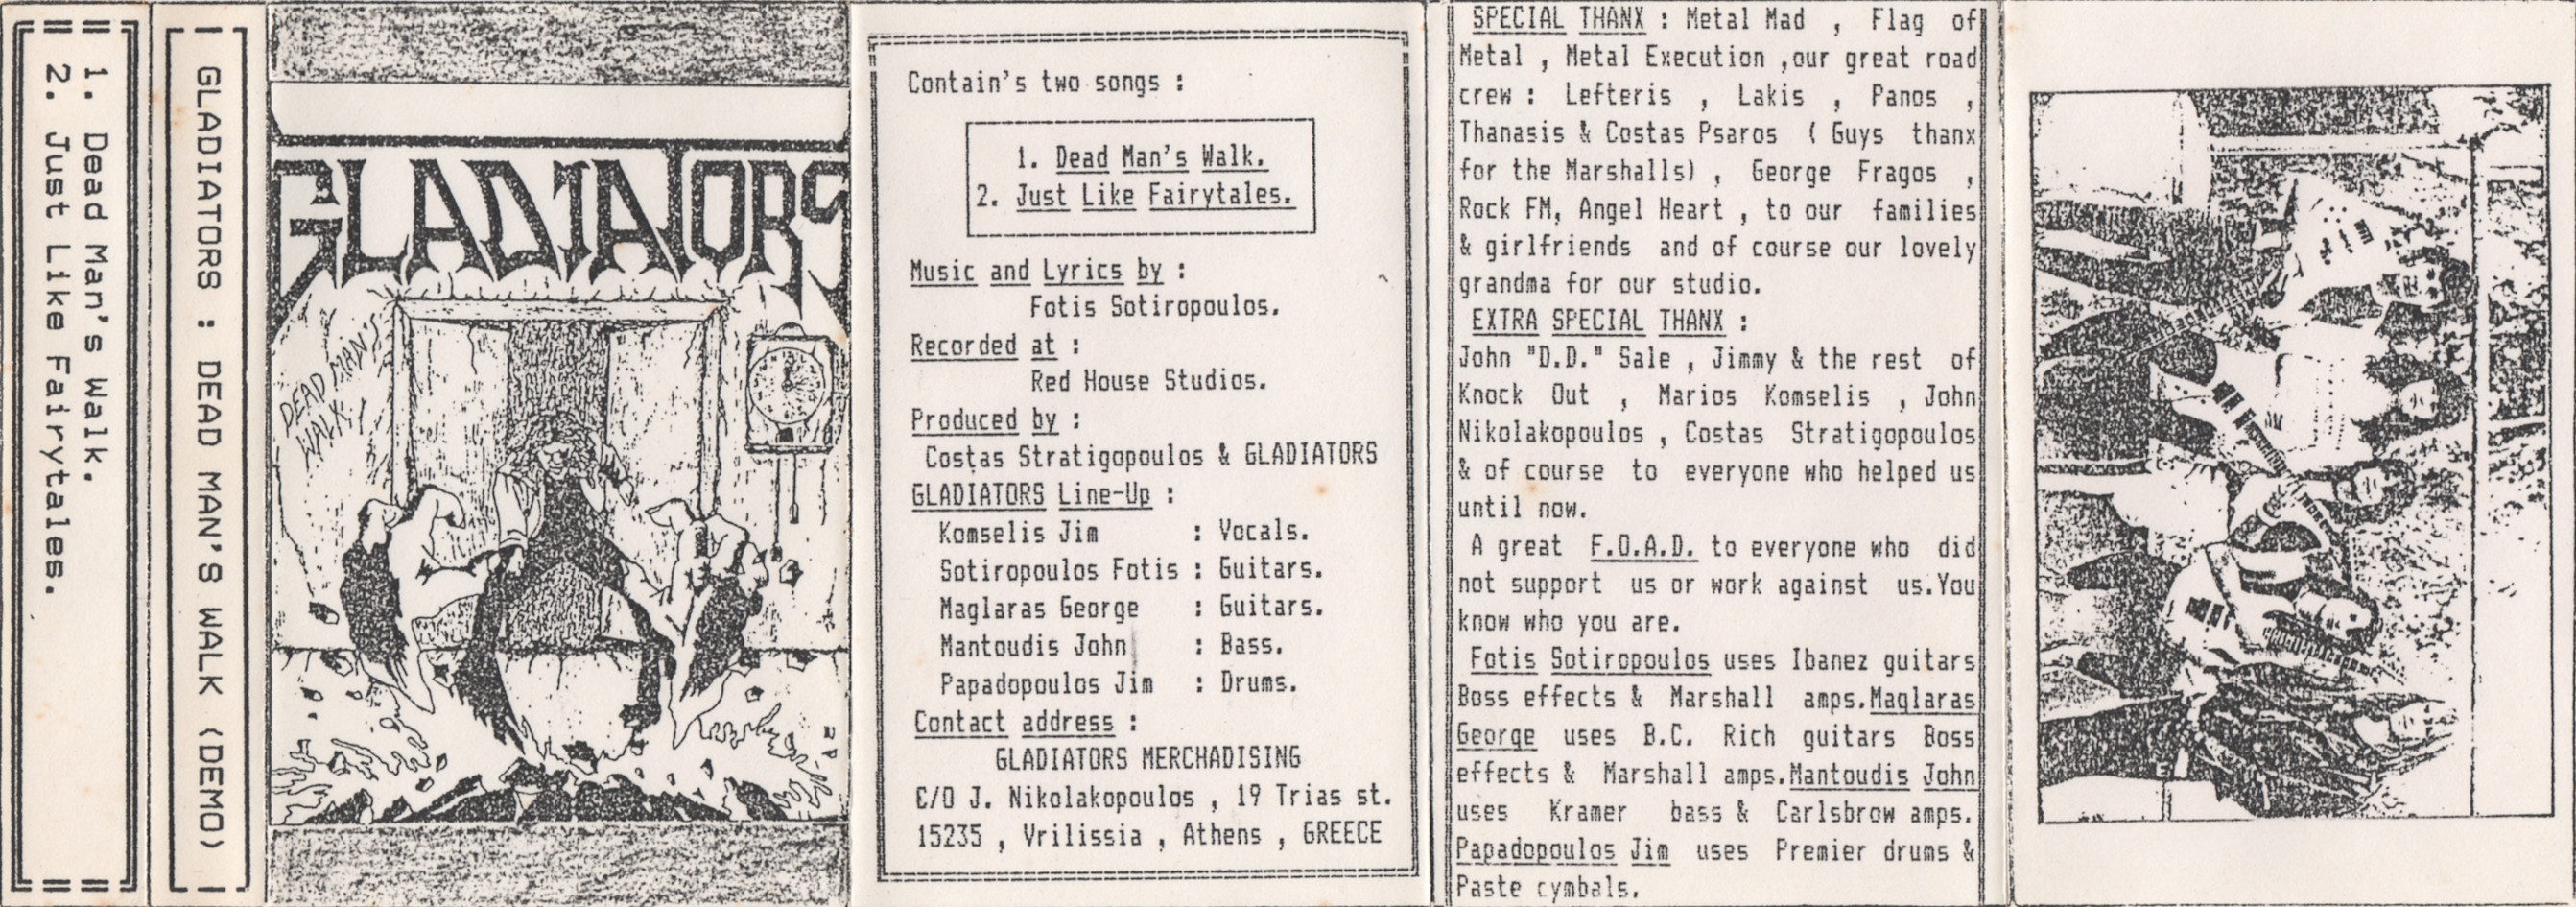 1. Dead Man's Walk.
2. Just Like Fairytales.
GLADIATORS : DEAD MAN'S WALK (DEMO)
GLADIATORS
DEAD MAN'S
WALK
Contain's two songs :
1. Dead Man's Walk.
2. Just Like Fairytales.
Music and Lyrics by :
Fotis Sotiropoulos.
Recorded at :
Red House Studios.
Produced by :
Costas Stratigopoulos & GLADIATORS
GLADIATORS Line-Up :
Komselis Jim : Vocals.
Sotiropoulos Fotis : Guitars.
Maglaras George : Guitars.
Mantoudis John : Bass.
Papadopoulos Jim : Drums.
Contact address :
GLADIATORS MERCHADISING
C/O J. Nikolakopoulos , 19 Trias st.
15235 , Vrilissia , Athens , GREECE
SPECIAL THANX : Metal Mad , Flag of
Metal , Metal Execution ,our great road
crew : Lefteris , Lakis , Panos ,
Thanasis & Costas Psaros ( Guys thanx
for the Marshalls) , George Fragos ,
Rock FM, Angel Heart , to our families
& girlfriends and of course our lovely
grandma for our studio.
EXTRA SPECIAL THANX :
John "D.D." Sale , Jimmy & the rest of
Knock Out , Marios Komselis , John
Nikolakopoulos , Costas Stratigopoulos
& of course to everyone who helped us
until now.
A great F.O.A.D. to everyone who did
not support us or work against us.You
know who you are.
Fotis Sotiropoulos uses Ibanez guitars
Boss effects & Marshall amps.Maglaras
George uses B.C. Rich guitars Boss
effects & Marshall amps.Mantoudis John
uses Kramer bass & Carlsbrow amps.
Papadopoulos Jim uses Premier drums &
Paste cymbals.